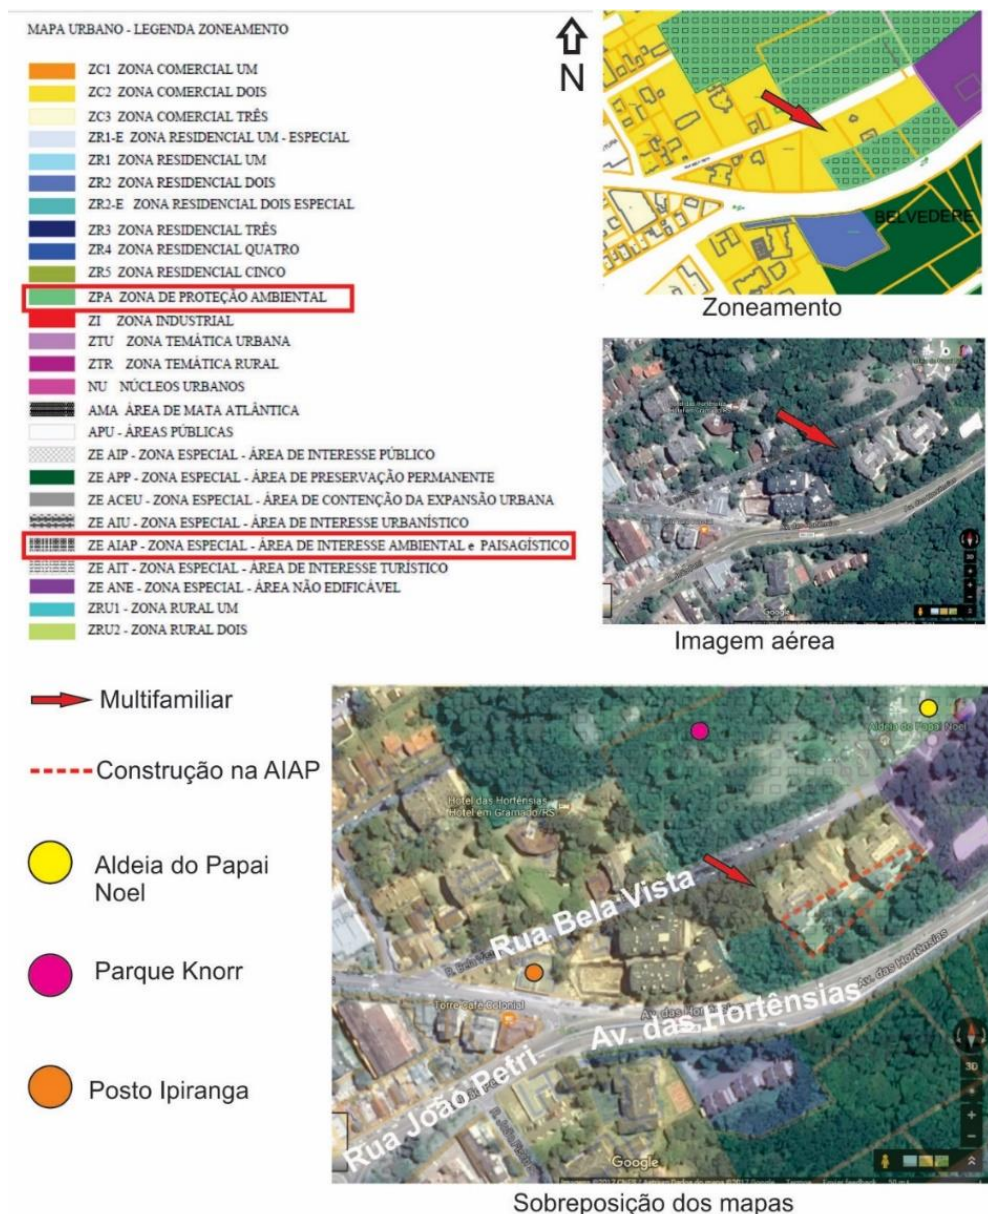 MAPA URBANO - LEGENDA ZONEAMENTO
ZC1 ZONA COMERCIAL UM
ZC2 ZONA COMERCIAL DOIS
ZC3 ZONA COMERCIAL TRÊS
ZR1-E ZONA RESIDENCIAL UM - ESPECIAL
ZR1 ZONA RESIDENCIAL UM
ZR2 ZONA RESIDENCIAL DOIS
ZR2-E ZONA RESIDENCIAL DOIS ESPECIAL
ZR3 ZONA RESIDENCIAL TRÊS
ZR4 ZONA RESIDENCIAL QUATRO
ZR5 ZONA RESIDENCIAL CINCO
ZPA ZONA DE PROTEÇÃO AMBIENTAL
ZI ZONA INDUSTRIAL
ZTU ZONA TEMÁTICA URBANA
ZTR ZONA TEMÁTICA RURAL
NU NÚCLEOS URBANOS
AMA ÁREA DE MATA ATLÂNTICA
APU - ÁREAS PÚBLICAS
ZE AIP - ZONA ESPECIAL - ÁREA DE INTERESSE PÚBLICO
ZE APP - ZONA ESPECIAL - ÁREA DE PRESERVAÇÃO PERMANENTE
ZE ACEU - ZONA ESPECIAL - ÁREA DE CONTENÇÃO DA EXPANSÃO URBANA
ZE AIU - ZONA ESPECIAL - ÁREA DE INTERESSE URBANÍSTICO
ZE AIAP - ZONA ESPECIAL - ÁREA DE INTERESSE AMBIENTAL e PAISAGÍSTICO
ZE AIT - ZONA ESPECIAL - ÁREA DE INTERESSE TURÍSTICO
ZE ANE - ZONA ESPECIAL - ÁREA NÃO EDIFICÁVEL
ZRU1 - ZONA RURAL UM
ZRU2 - ZONA RURAL DOIS
N
BELVEDERE
Zoneamento
Google
Imagem aérea
Multifamiliar
Construção na AIAP
Aldeia do Papai
Noel
Parque Knorr
Posto Ipiranga
Aldeia do Papai Noel
Hotel das Hortênsias
Hotel em Gramado/RS
Rua Bela Vista
Torre Café Colonial
Av. das Hortênsias
Av. das Hortênsias
Rua João Petri
3D
Google
Sobreposição dos mapas